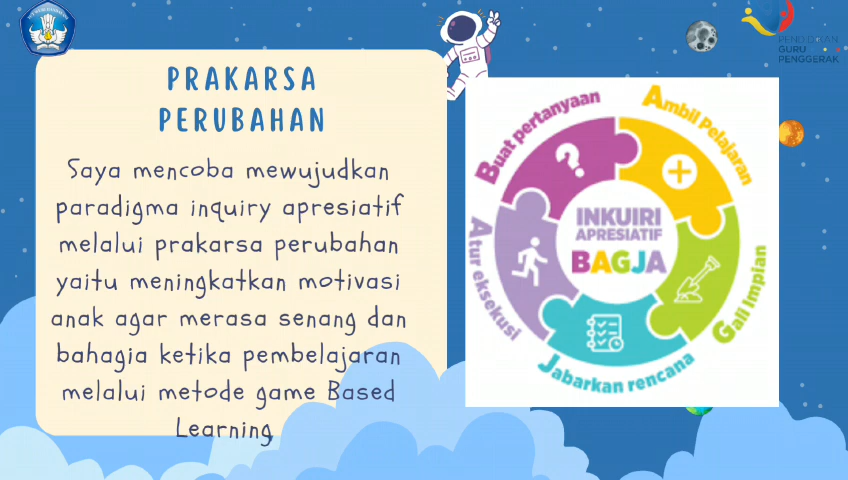 PENDIDIKAN
GURU
PENGGERAK
PRAKARSA
PERUBAHAN
Saya mencoba mewujudkan
paradigma inquiry apresiatif
melalui prakarsa perubahan
yaitu meningkatkan motivasi
anak agar merasa senang dan
bahagia ketika pembelajaran
melalui metode game Based
Learning
Buat pertanyaan
Ambil Pelajaran
Gali Impian
Jabarkan rencana
Atur eksekusi
INKUIRI
APRESIATIF
BAGJA